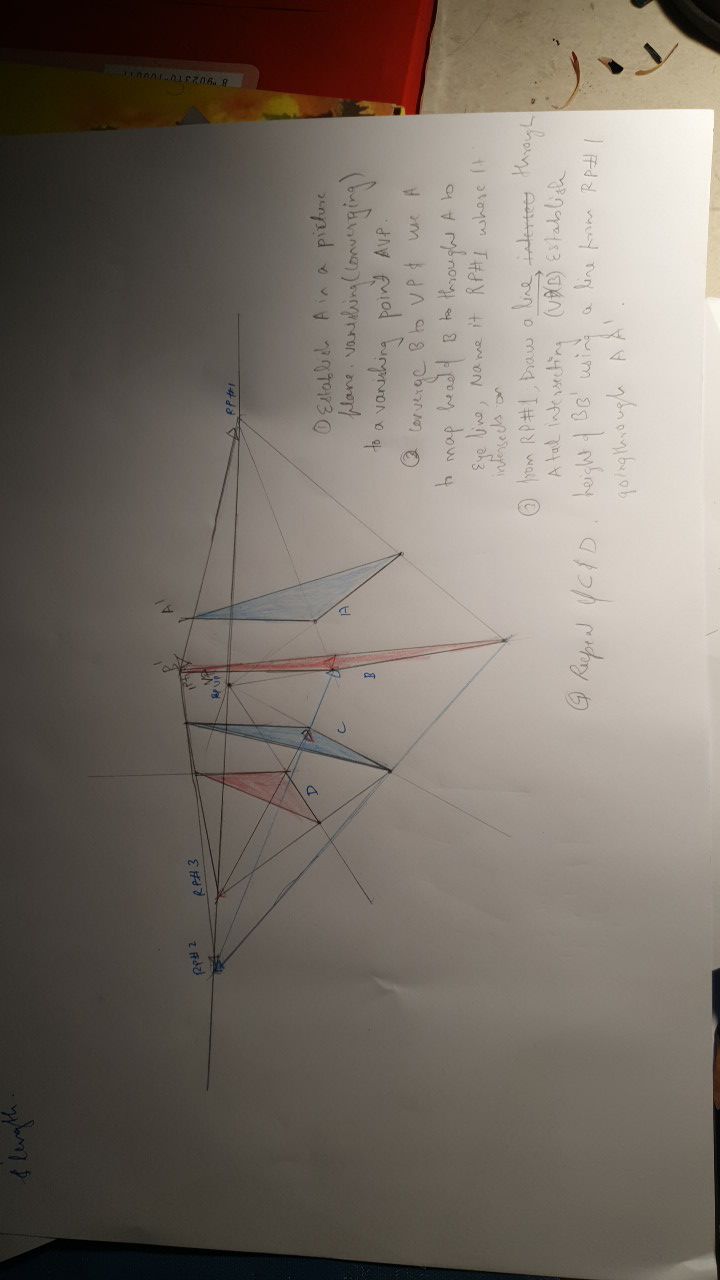 ① Establish A in a picture
plane. vanishing (converging)
to a vanishing point AVP.
② converge B to VP & use A
to map head of B to through A to
Eye line, Name it RP#1 where it
intersects on
③ from RP#1, Draw a line intersects through
A to intersecting (VP B) Establish
height of BB' using a line from RP#1
going through AA'.
④ Repeat C & D.
RP#1
A'
A
B'
VP
B
C
D
RP#3
RP#2
& length.
8 902310 100011